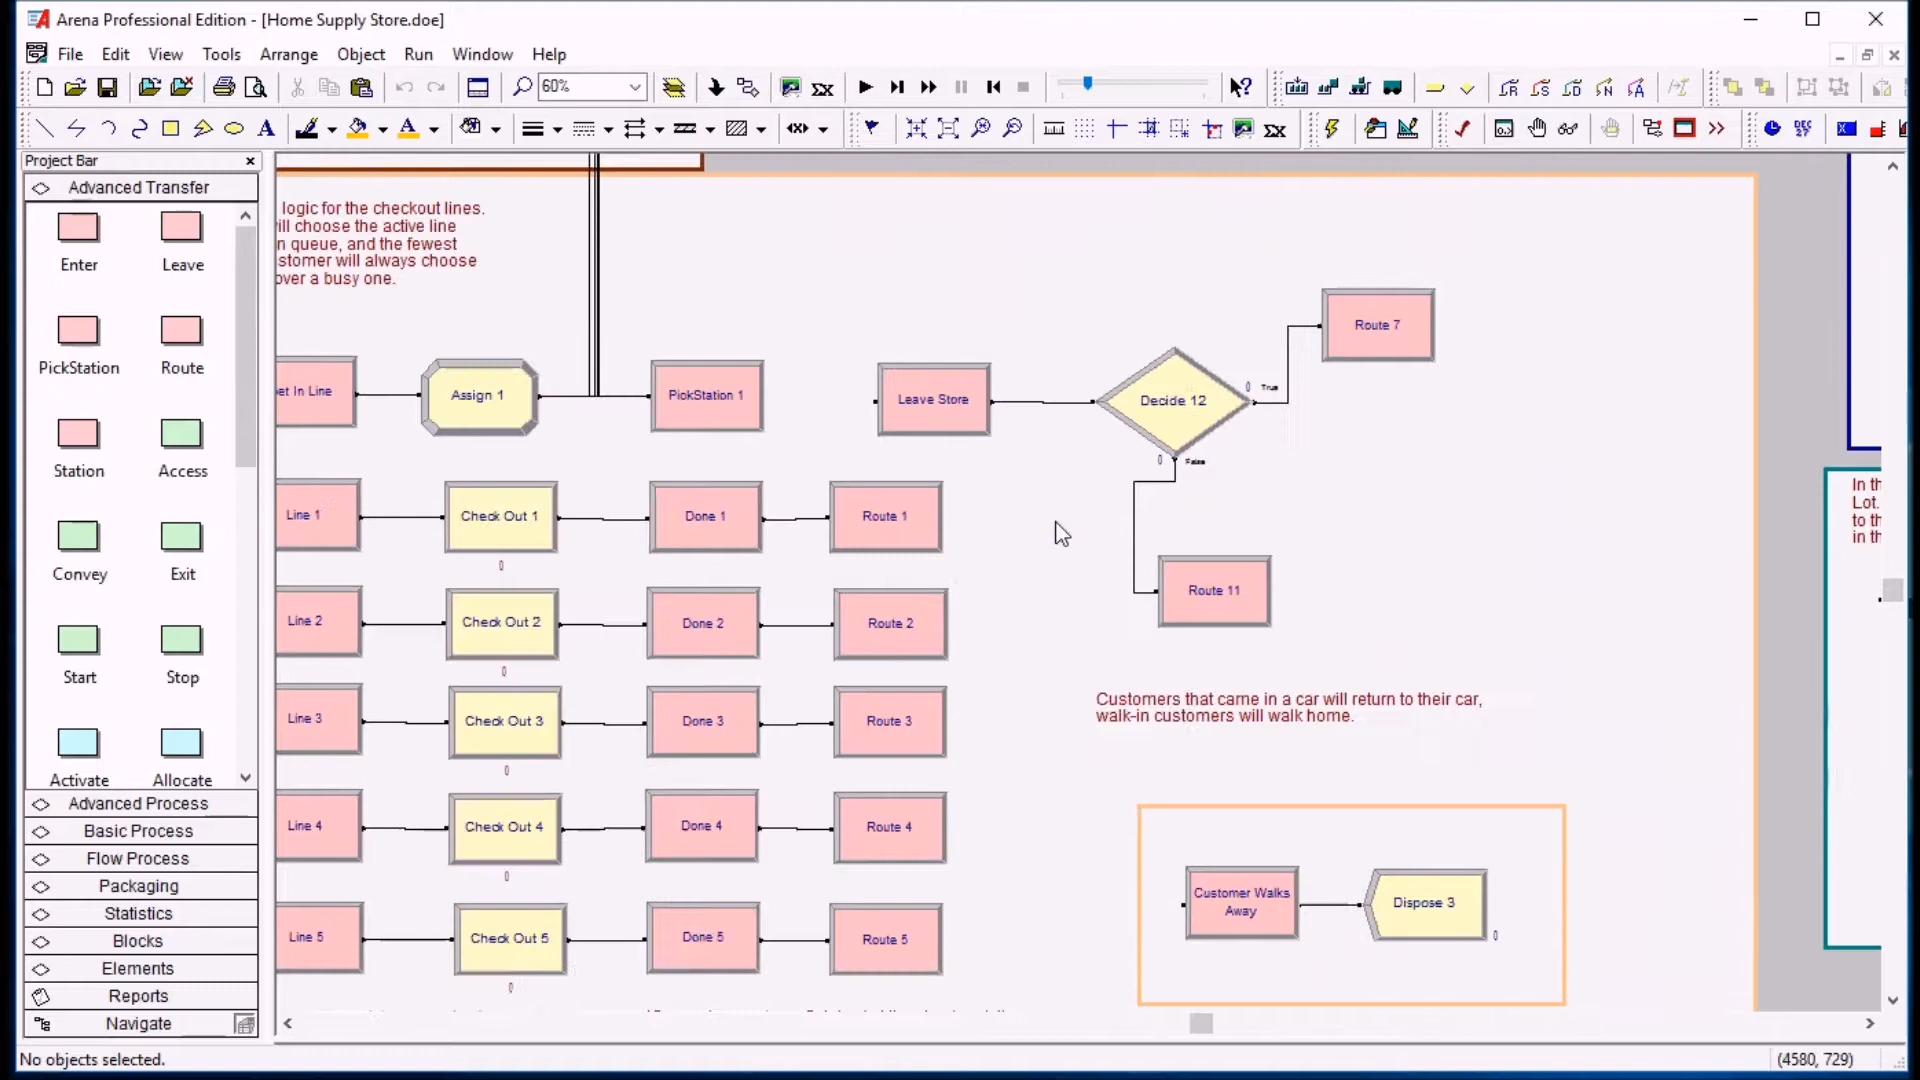 Arena Professional Edition - [Home Supply Store.doe]
File Edit View Tools Arrange Object Run Window Help
60%
Project Bar
Advanced Transfer
Enter Leave
PickStation Route
Station Access
Convey Exit
Start Stop
Activate Allocate
Advanced Process
Basic Process
Flow Process
Packaging
Statistics
Blocks
Elements
Reports
Navigate
logic for the checkout lines.
ill choose the active line
n queue, and the fewest
stomer will always choose
over a busy one.
et In Line
Assign 1
PickStation 1
Leave Store
Decide 12
0 True
0 False
Route 7
Route 11
Line 1
Check Out 1
0
Done 1
Route 1
Line 2
Check Out 2
0
Done 2
Route 2
Line 3
Check Out 3
0
Done 3
Route 3
Line 4
Check Out 4
0
Done 4
Route 4
Line 5
Check Out 5
0
Done 5
Route 5
Customers that came in a car will return to their car,
walk-in customers will walk home.
Customer Walks
Away
Dispose 3
0
In th
Lot.
to th
in th
No objects selected.
(4580, 729)